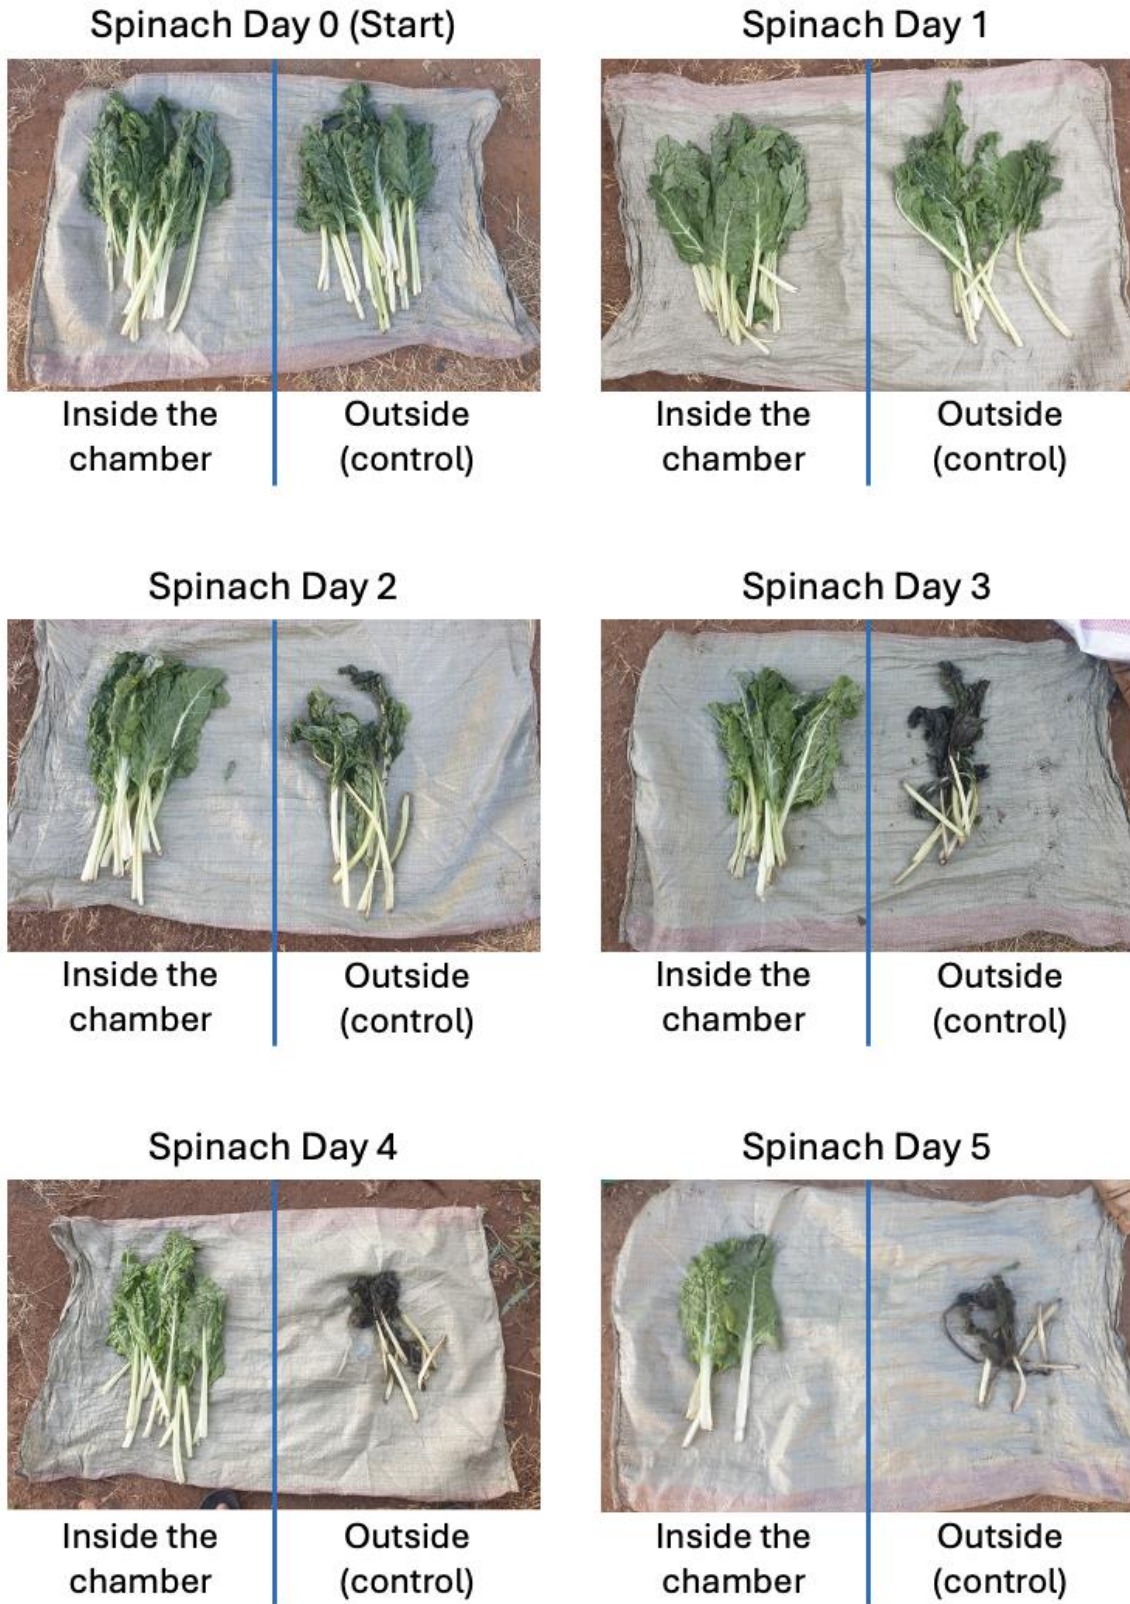 Spinach Day 0 (Start)
Inside the
chamber
Outside
(control)
Spinach Day 1
Inside the
chamber
Outside
(control)
Spinach Day 2
Inside the
chamber
Outside
(control)
Spinach Day 3
Inside the
chamber
Outside
(control)
Spinach Day 4
Inside the
chamber
Outside
(control)
Spinach Day 5
Inside the
chamber
Outside
(control)